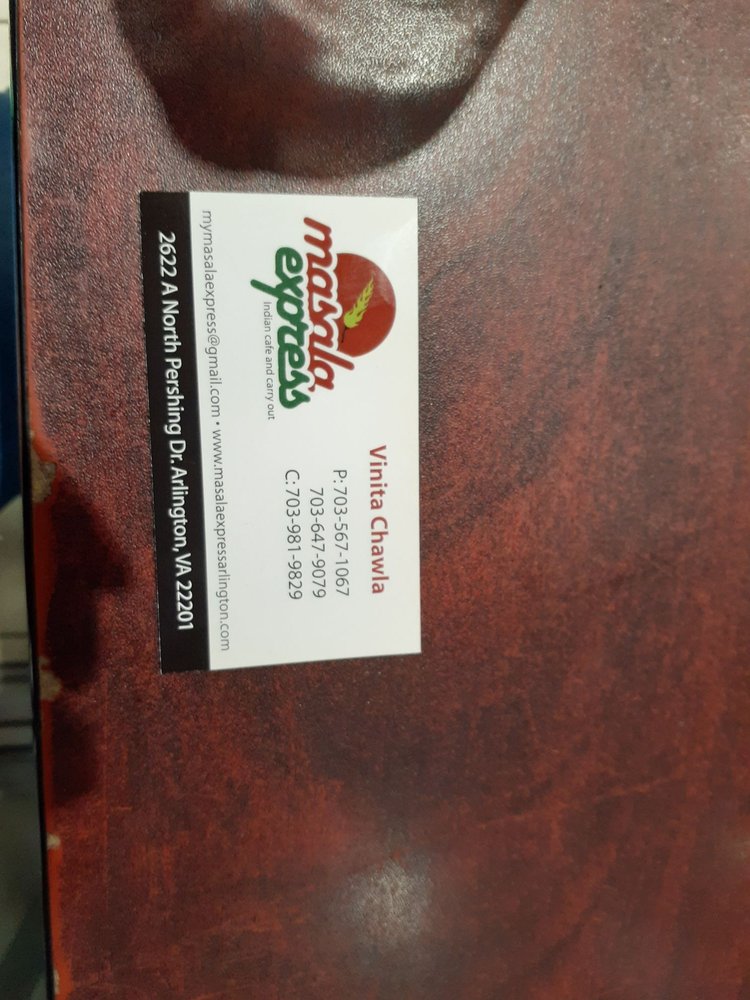 masala
express
Indian cafe and carry out
Vinita Chawla
P: 703-567-1067
703-647-9079
C: 703-981-9829
mymasalaexpress@gmail.com • www.masalaexpressarlington.com
2622 A North Pershing Dr. Arlington, VA 22201